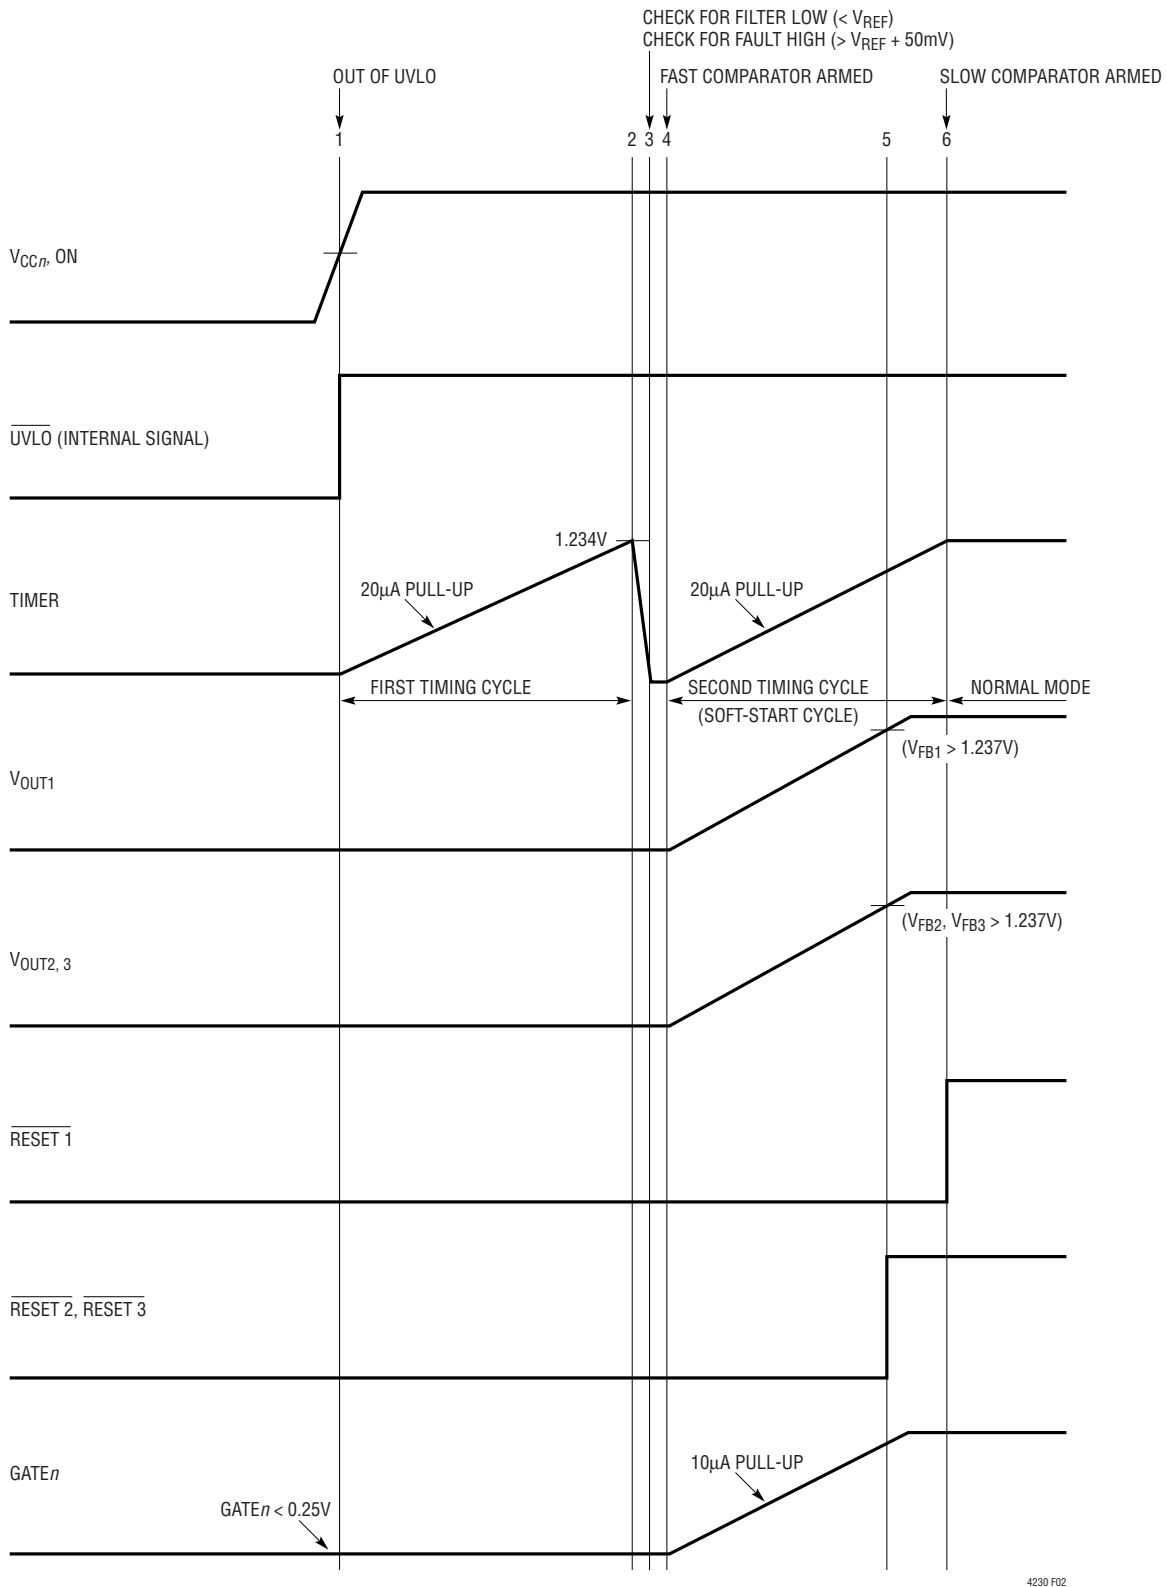 CHECK FOR FILTER LOW (< VREF)
CHECK FOR FAULT HIGH (> VREF + 50mV)
OUT OF UVLO
FAST COMPARATOR ARMED
SLOW COMPARATOR ARMED
1 2 3 4 5 6
VCCn, ON
UVLO (INTERNAL SIGNAL)
1.234V
TIMER
20µA PULL-UP
20µA PULL-UP
FIRST TIMING CYCLE
SECOND TIMING CYCLE
(SOFT-START CYCLE)
NORMAL MODE
(VFB1 > 1.237V)
VOUT1
(VFB2, VFB3 > 1.237V)
VOUT2, 3
RESET 1
RESET 2, RESET 3
10µA PULL-UP
GATEn
GATEn < 0.25V
4230 F02